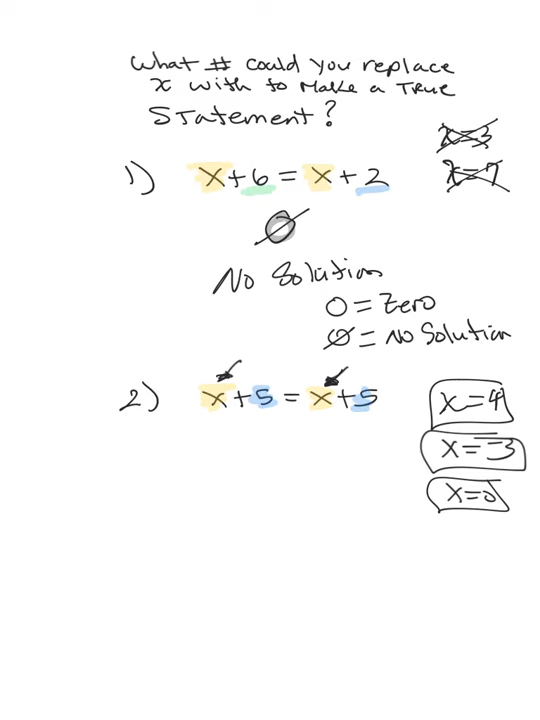 What # could you replace
x with to Make a True
Statement?
x=3
x=7
1) x+6 = x+2
∅
No Solution
0 = Zero
∅ = No Solution
2) x+5 = x+5
x=4
x=-3
x=0